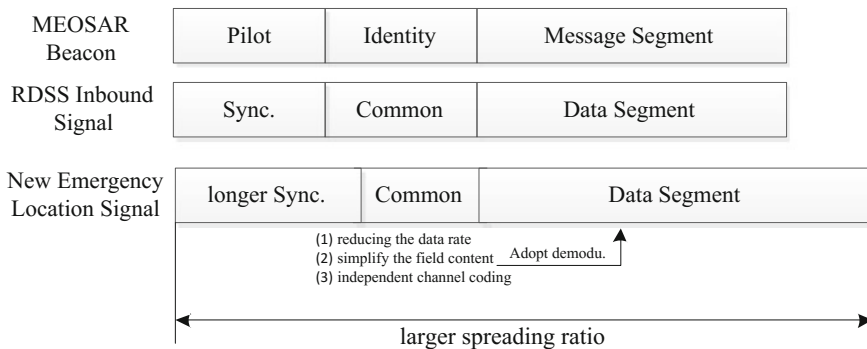 MEOSAR
Beacon
Pilot
Identity
Message Segment
RDSS Inbound
Signal
Sync.
Common
Data Segment
New Emergency
Location Signal
longer Sync.
Common
Data Segment
(1) reducing the data rate
(2) simplify the field content
(3) independent channel coding
Adopt demodu.
larger spreading ratio